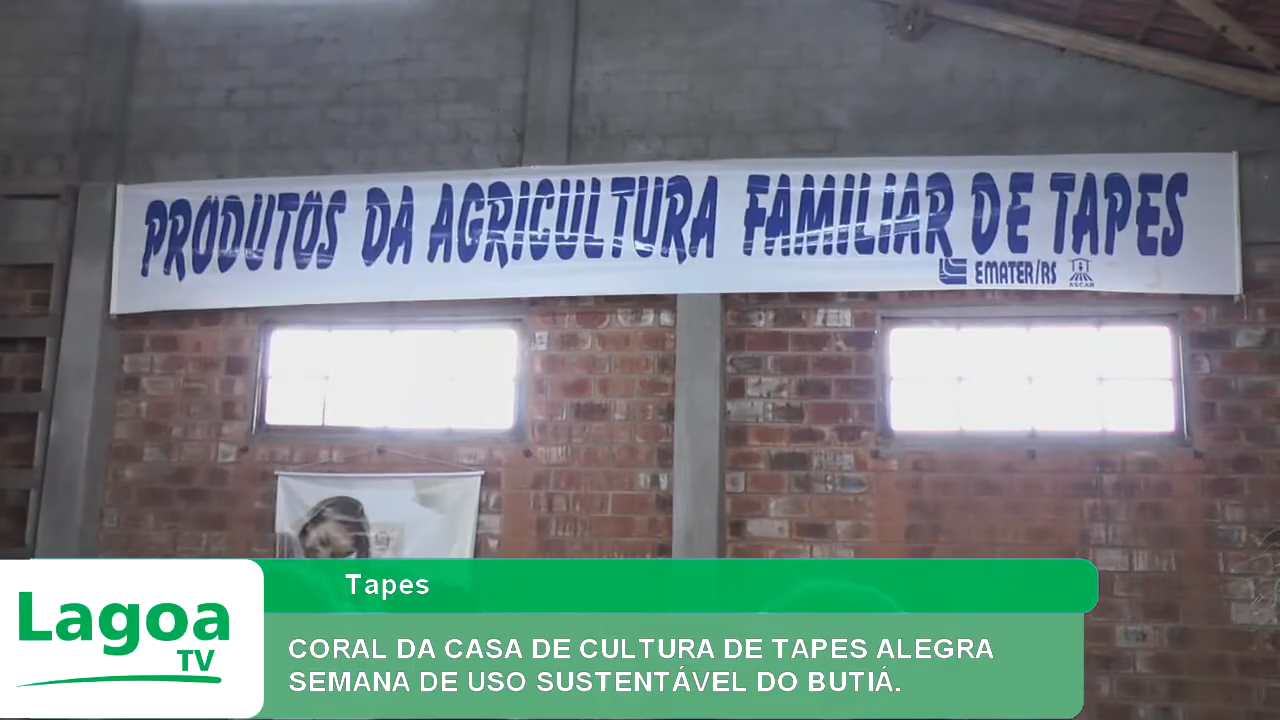 PRODUTOS DA AGRICULTURA FAMILIAR DE TAPES
EMATER/RS
ASCAR
Tapes
Lagoa
TV
CORAL DA CASA DE CULTURA DE TAPES ALEGRA
SEMANA DE USO SUSTENTÁVEL DO BUTIÁ.